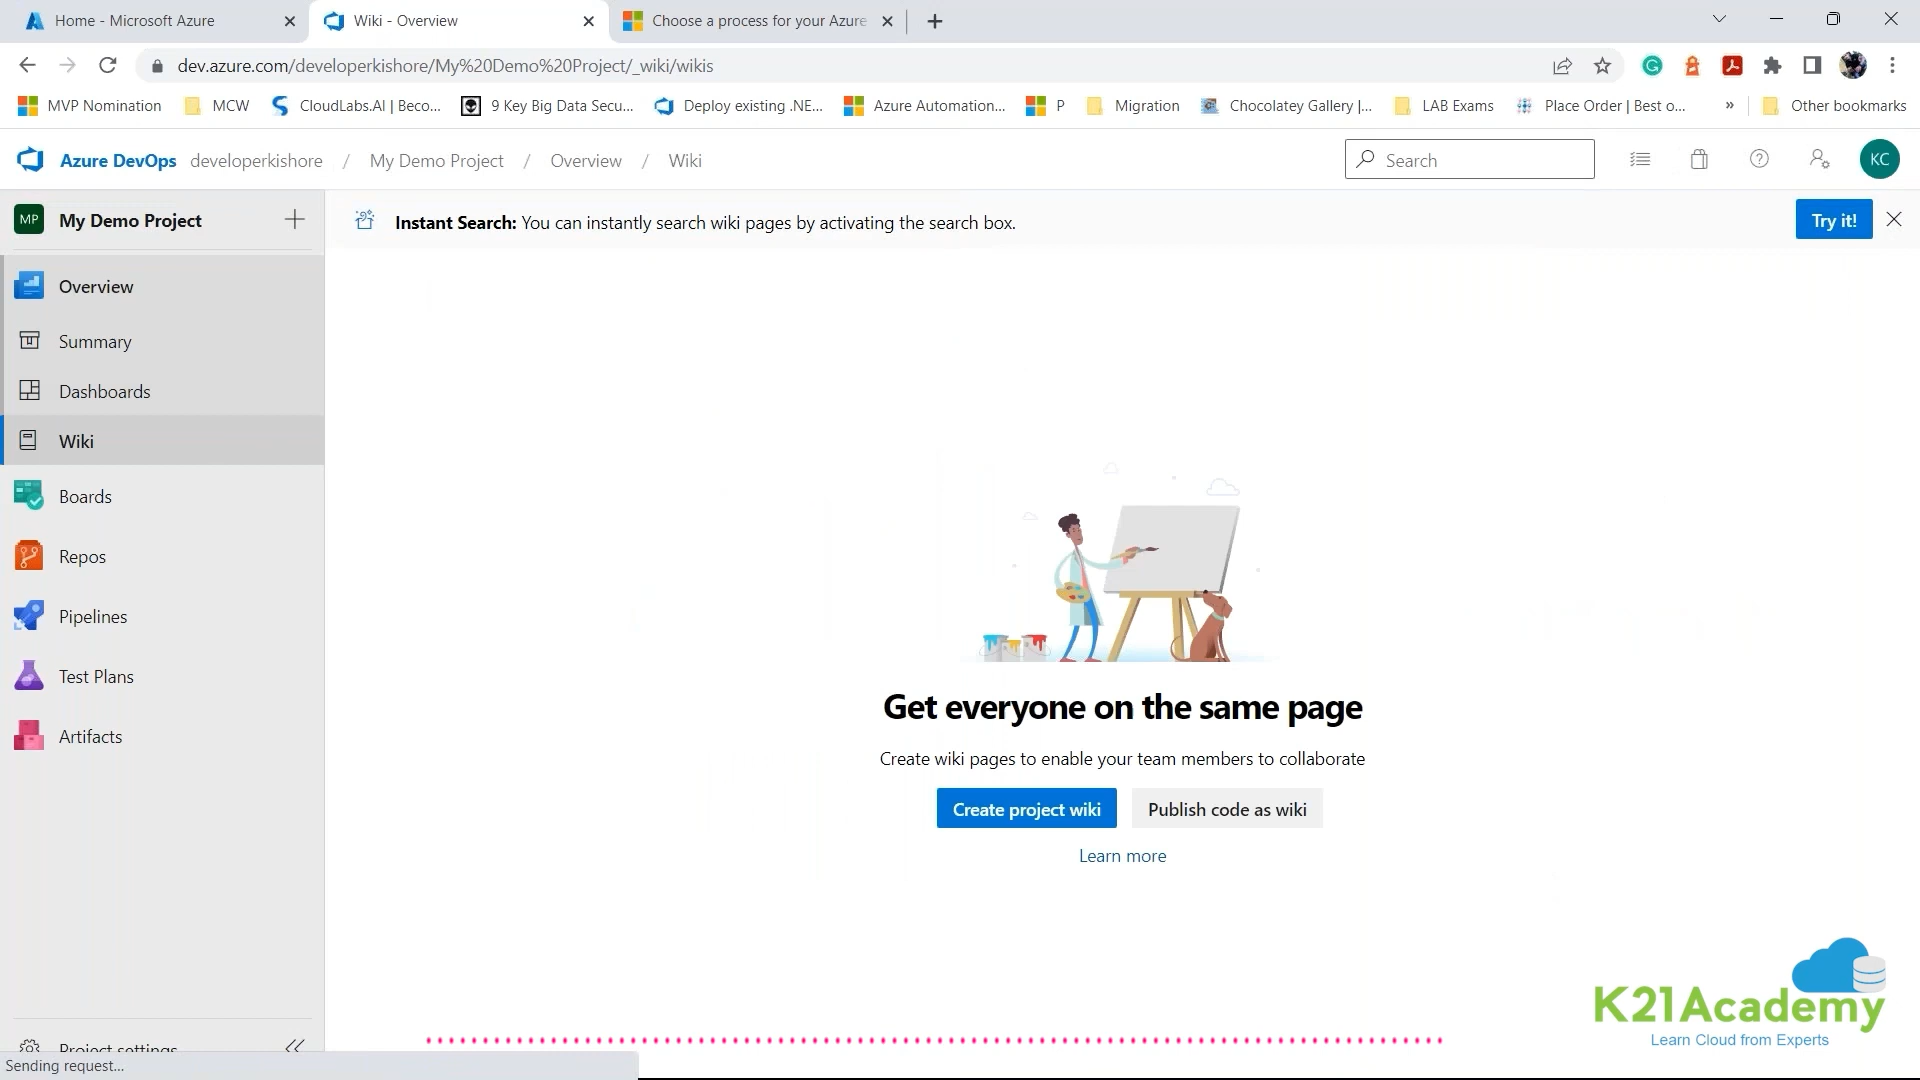 Home - Microsoft Azure
Wiki - Overview
Choose a process for your Azure
dev.azure.com/developerkishore/My%20Demo%20Project/_wiki/wikis
MVP Nomination
MCW
CloudLabs.AI | Beco...
9 Key Big Data Secu...
Deploy existing .NE...
Azure Automation...
P
Migration
Chocolatey Gallery |...
LAB Exams
Place Order | Best o...
»
Other bookmarks
Azure DevOps developerkishore / My Demo Project / Overview / Wiki
Search
KC
MP My Demo Project
Instant Search: You can instantly search wiki pages by activating the search box.
Try it!
Overview
Summary
Dashboards
Wiki
Boards
Repos
Pipelines
Test Plans
Artifacts
Get everyone on the same page
Create wiki pages to enable your team members to collaborate
Create project wiki
Publish code as wiki
Learn more
K21Academy
Learn Cloud from Experts
Project settings
Sending request...